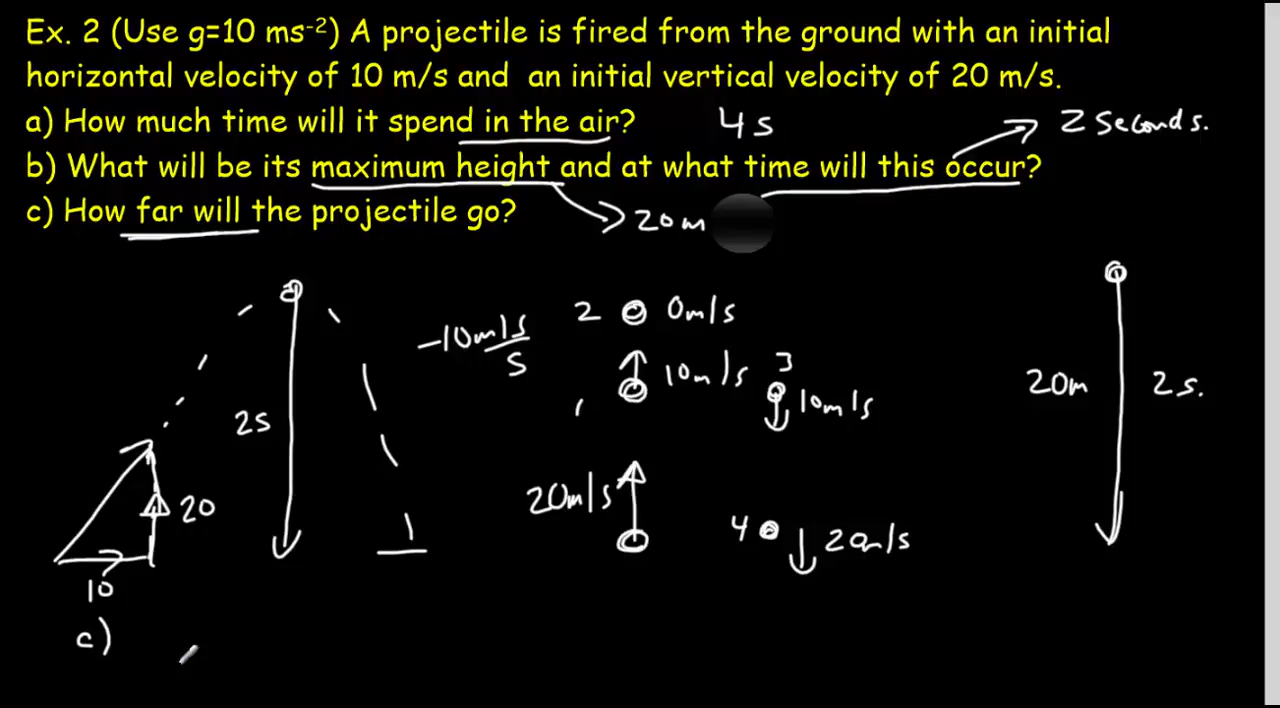 Ex. 2 (Use g=10 ms-2) A projectile is fired from the ground with an initial
horizontal velocity of 10 m/s and an initial vertical velocity of 20 m/s.
a) How much time will it spend in the air? 4s 2 seconds.
b) What will be its maximum height and at what time will this occur?
c) How far will the projectile go? 20m
-10m/s/s
2 0m/s
10m/s
3
10m/s
20m 2s.
2s
20
20m/s
4 20m/s
10
c)